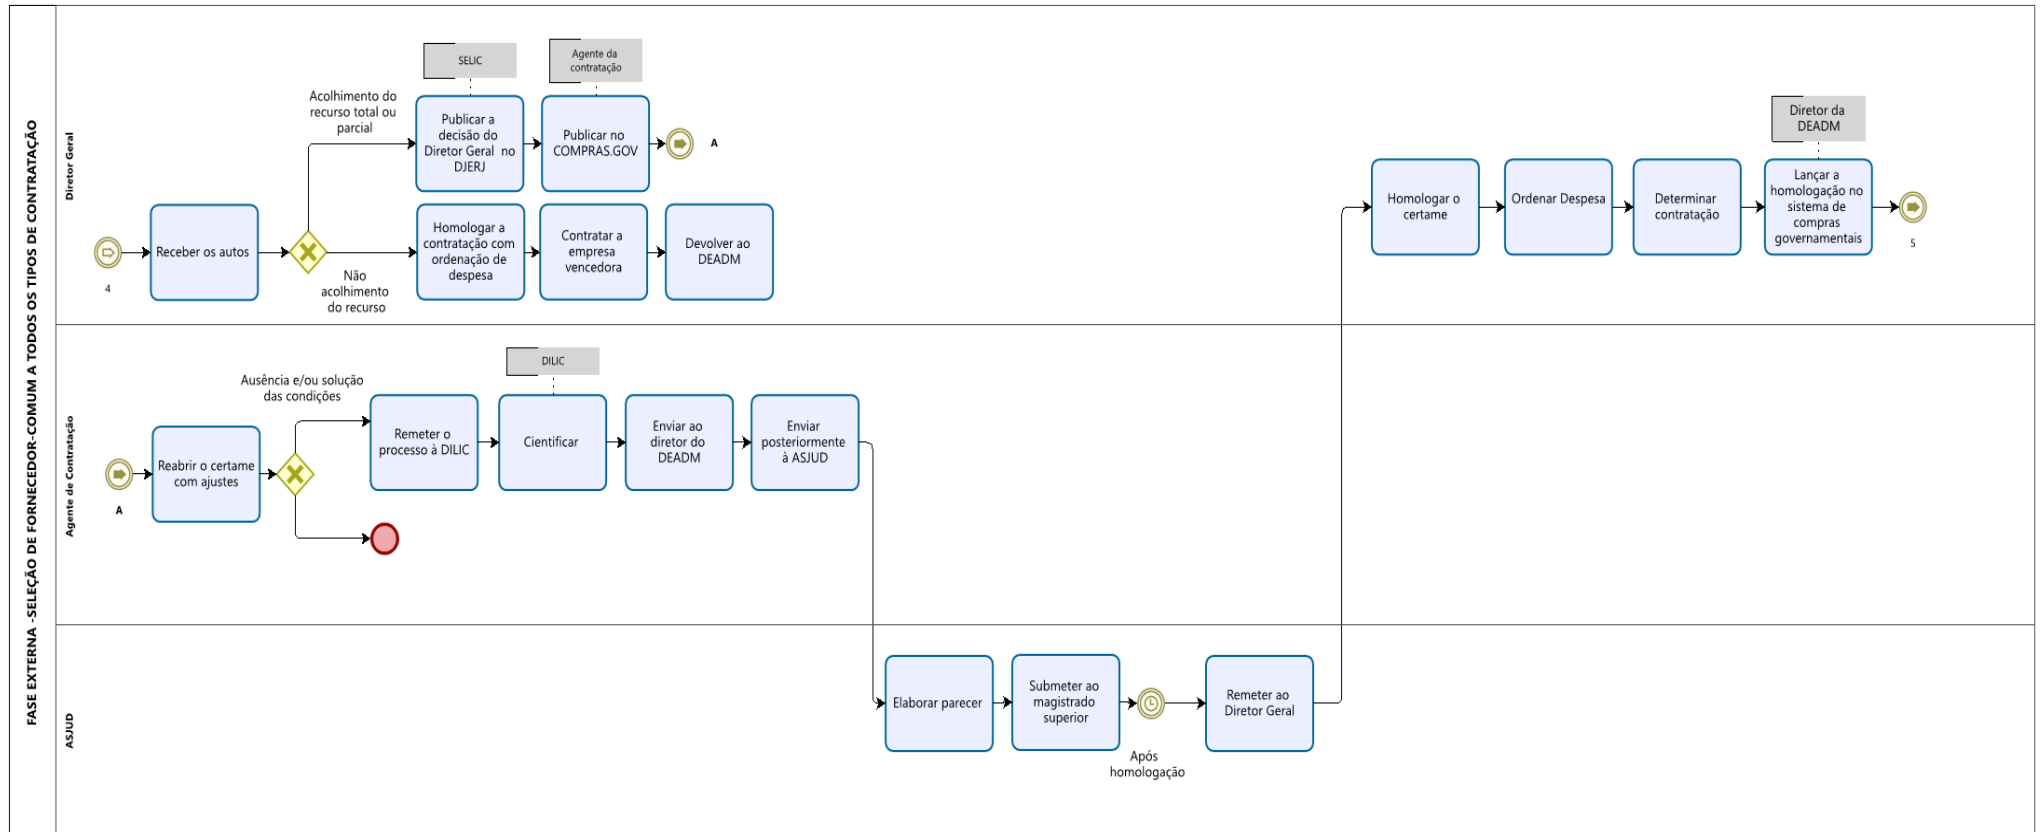 FASE EXTERNA -SELEÇÃO DE FORNECEDOR-COMUM A TODOS OS TIPOS DE CONTRATAÇÃO
Diretor Geral
4
Receber os autos
Acolhimento do
recurso total ou
parcial
Não
acolhimento
do recurso
SELIC
Publicar a
decisão do
Diretor Geral no
DJERJ
Agente da
contratação
Publicar no
COMPRAS.GOV
A
Homologar a
contratação com
ordenação de
despesa
Contratar a
empresa
vencedora
Devolver ao
DEADM
Homologar o
certame
Ordenar Despesa
Determinar
contratação
Diretor da
DEADM
Lançar a
homologação no
sistema de
compras
governamentais
5
Agente de Contratação
A
Reabrir o certame
com ajustes
Ausência e/ou solução
das condições
Remeter o
processo à DILIC
DILIC
Cientificar
Enviar ao
diretor do
DEADM
Enviar
posteriormente
à ASJUD
ASJUD
Elaborar parecer
Submeter ao
magistrado
superior
Após
homologação
Remeter ao
Diretor Geral